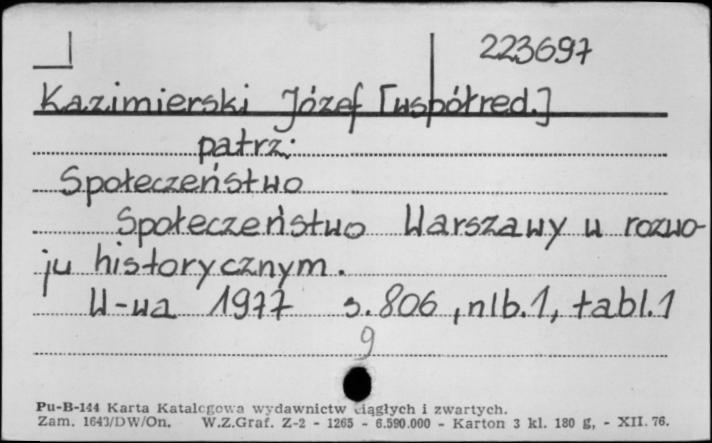 223697
Kazimierski Józef [współred.]
patrz:
Społeczeństwo
Społeczeństwo Warszawy w rozwo-
ju historycznym.
W-wa 1977 s. 806, nlb. 1, tabl. 1
9
Pu-B-144 Karta Katalogowa wydawnictw ciągłych i zwartych.
Zam. 1643/DW/On. W.Z.Graf. Z-2 - 1265 - 6.590.000 - Karton 3 kl. 180 g, - XII. 76.